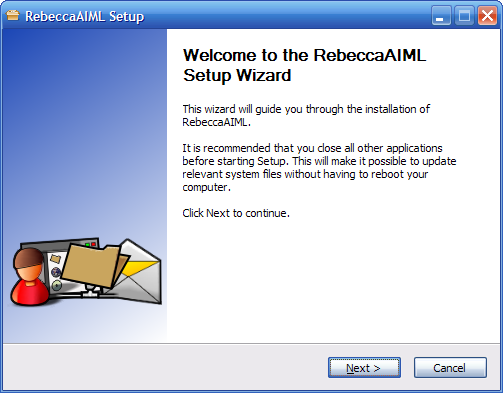 RebeccaAIML Setup
Welcome to the RebeccaAIML
Setup Wizard
This wizard will guide you through the installation of
RebeccaAIML.
It is recommended that you close all other applications
before starting Setup. This will make it possible to update
relevant system files without having to reboot your
computer.
Click Next to continue.
Next >
Cancel